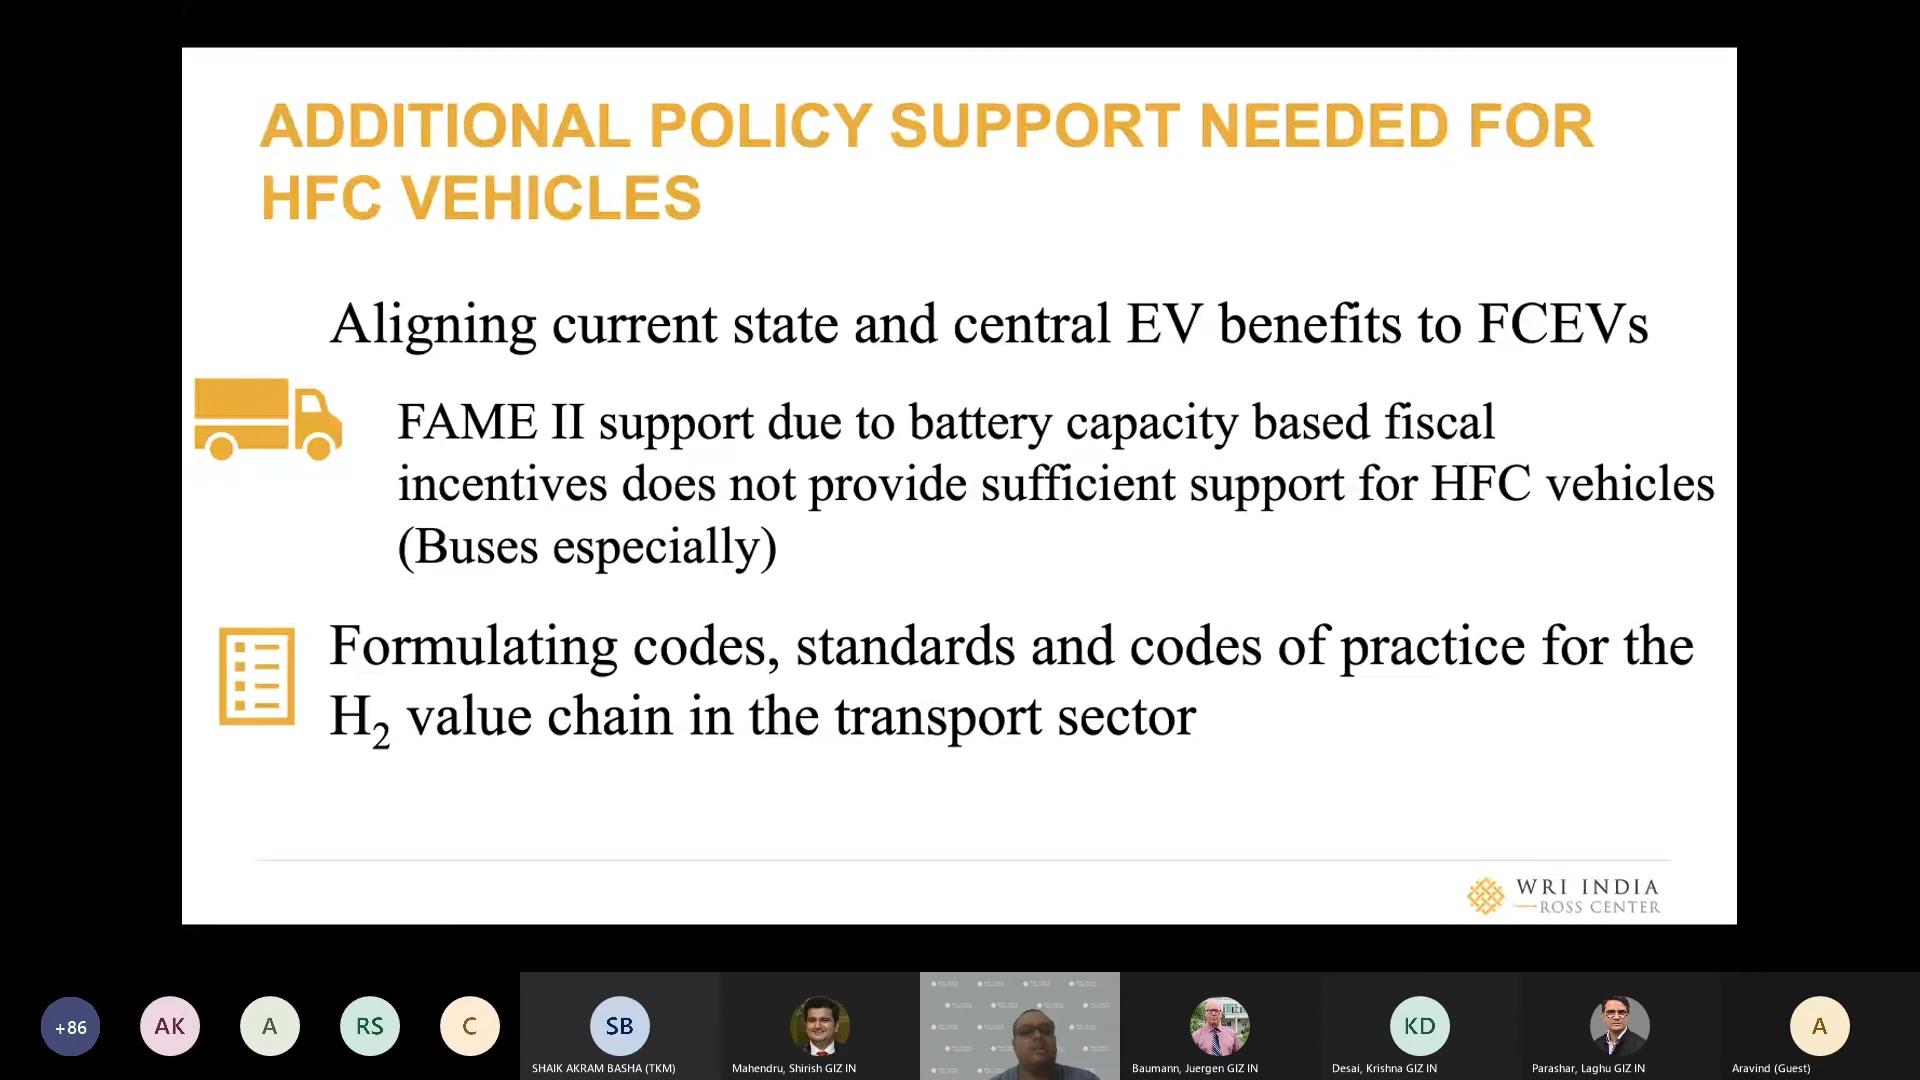 ADDITIONAL POLICY SUPPORT NEEDED FOR
HFC VEHICLES
Aligning current state and central EV benefits to FCEVs
FAME II support due to battery capacity based fiscal
incentives does not provide sufficient support for HFC vehicles
(Buses especially)
Formulating codes, standards and codes of practice for the
H₂ value chain in the transport sector
WRI INDIA
ROSS CENTER
+86
AK
A
RS
C
SB
KD
A
SHAIK AKRAM BASHA (TKM)
Mahendru, Shirish GIZ IN
Baumann, Juergen GIZ IN
Desai, Krishna GIZ IN
Parashar, Laghu GIZ IN
Aravind (Guest)